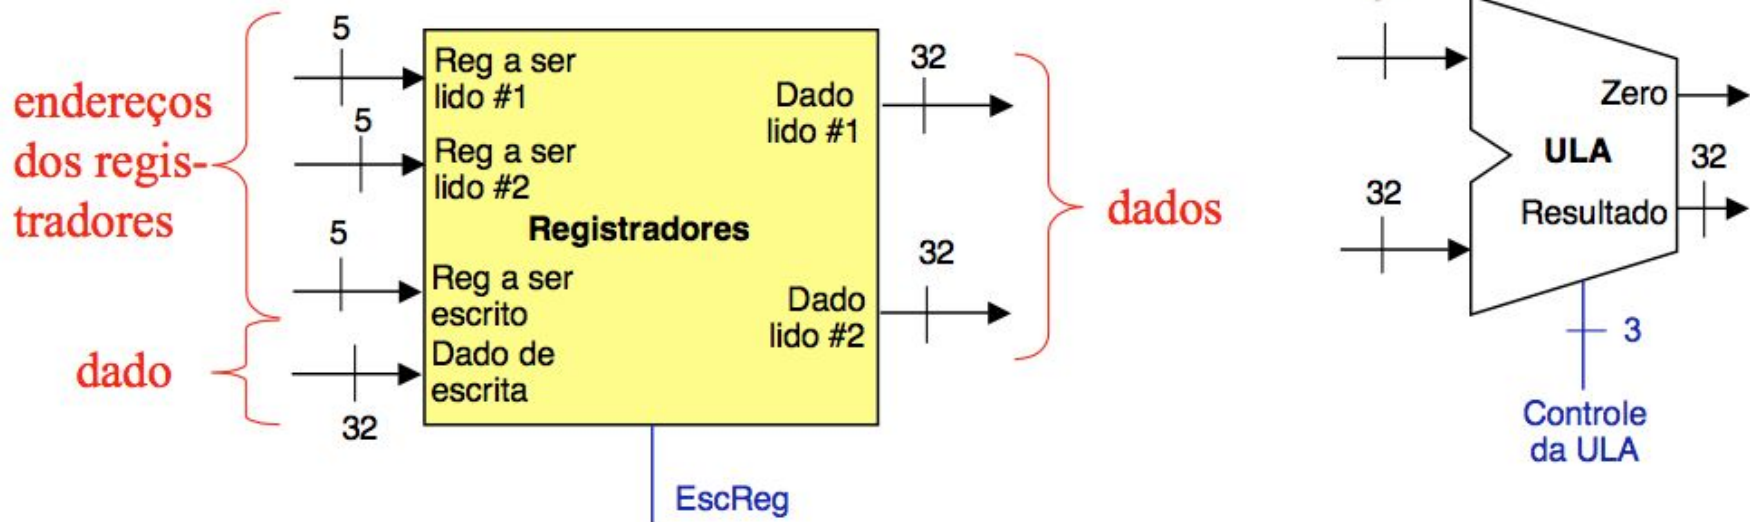 endereços
dos regis-
tradores
dado
5
5
5
32
Reg a ser
lido #1
Reg a ser
lido #2
Registradores
Reg a ser
escrito
Dado de
escrita
Dado
lido #1
Dado
lido #2
EscReg
32
32
dados
32
Zero
ULA
Resultado
32
3
Controle
da ULA